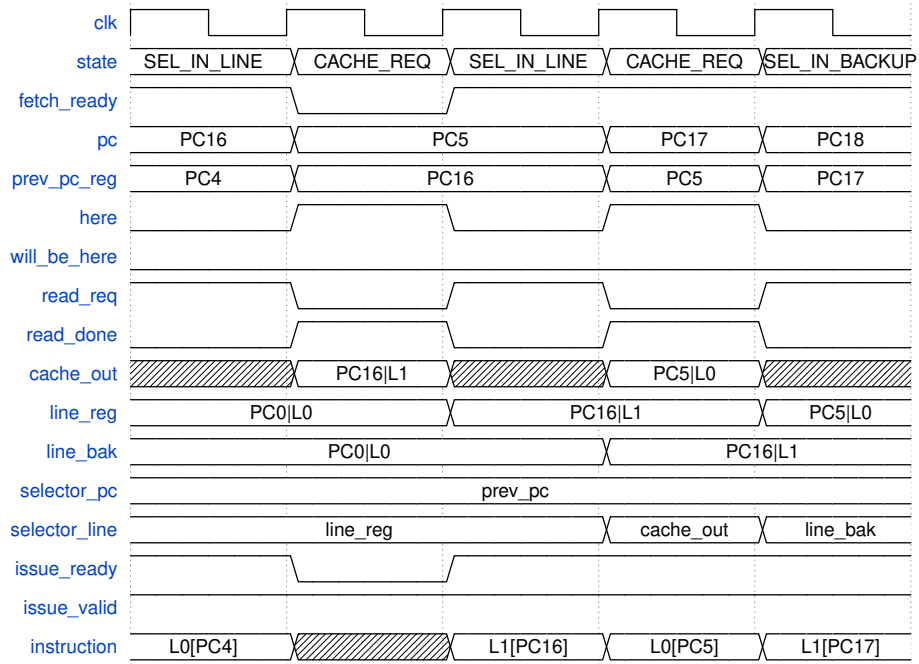 clk
state SEL_IN_LINE CACHE_REQ SEL_IN_LINE CACHE_REQ SEL_IN_BACKUP
fetch_ready
pc PC16 PC5 PC17 PC18
prev_pc_reg PC4 PC16 PC5 PC17
here
will_be_here
read_req
read_done
cache_out PC16|L1 PC5|L0
line_reg PC0|L0 PC16|L1 PC5|L0
line_bak PC0|L0 PC16|L1
selector_pc prev_pc
selector_line line_reg cache_out line_bak
issue_ready
issue_valid
instruction L0[PC4] L1[PC16] L0[PC5] L1[PC17]